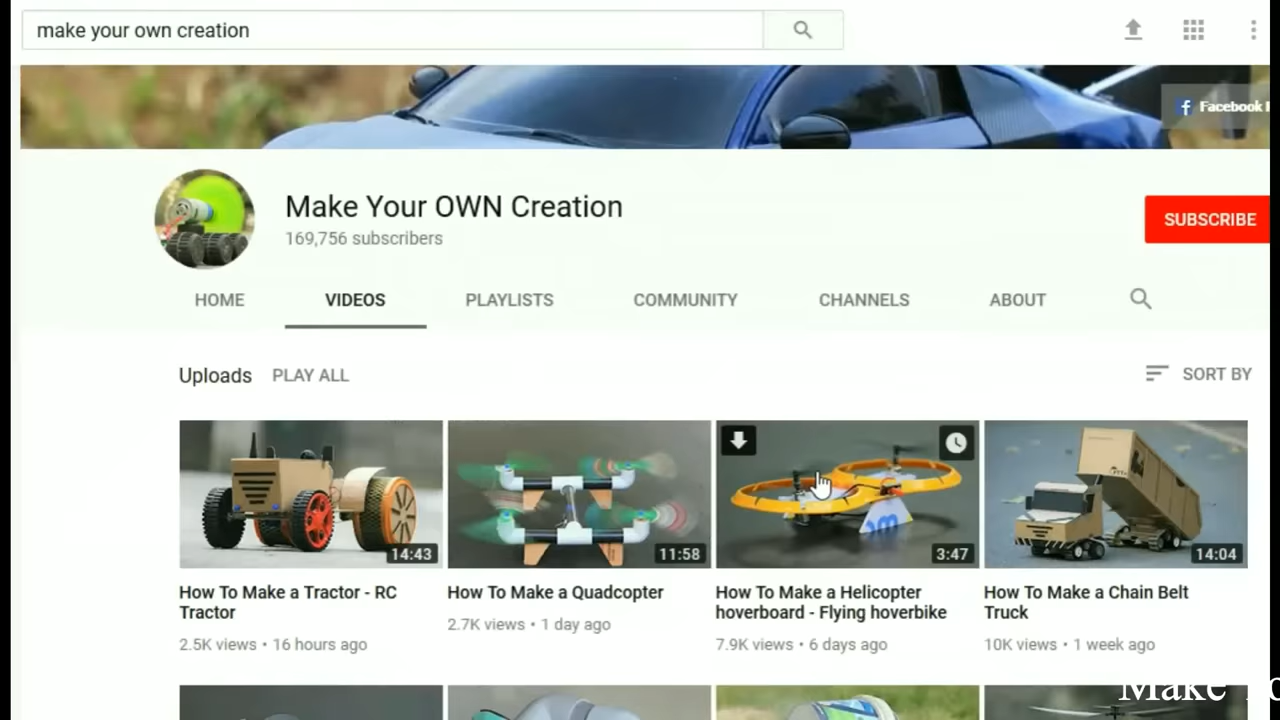 make your own creation
Facebook
Make Your OWN Creation
169,756 subscribers
SUBSCRIBE
HOME VIDEOS PLAYLISTS COMMUNITY CHANNELS ABOUT
Uploads PLAY ALL SORT BY
14:43 11:58 3:47 14:04
How To Make a Tractor - RC
Tractor
2.5K views • 16 hours ago
How To Make a Quadcopter
2.7K views • 1 day ago
How To Make a Helicopter
hoverboard - Flying hoverbike
7.9K views • 6 days ago
How To Make a Chain Belt
Truck
10K views • 1 week ago
Make